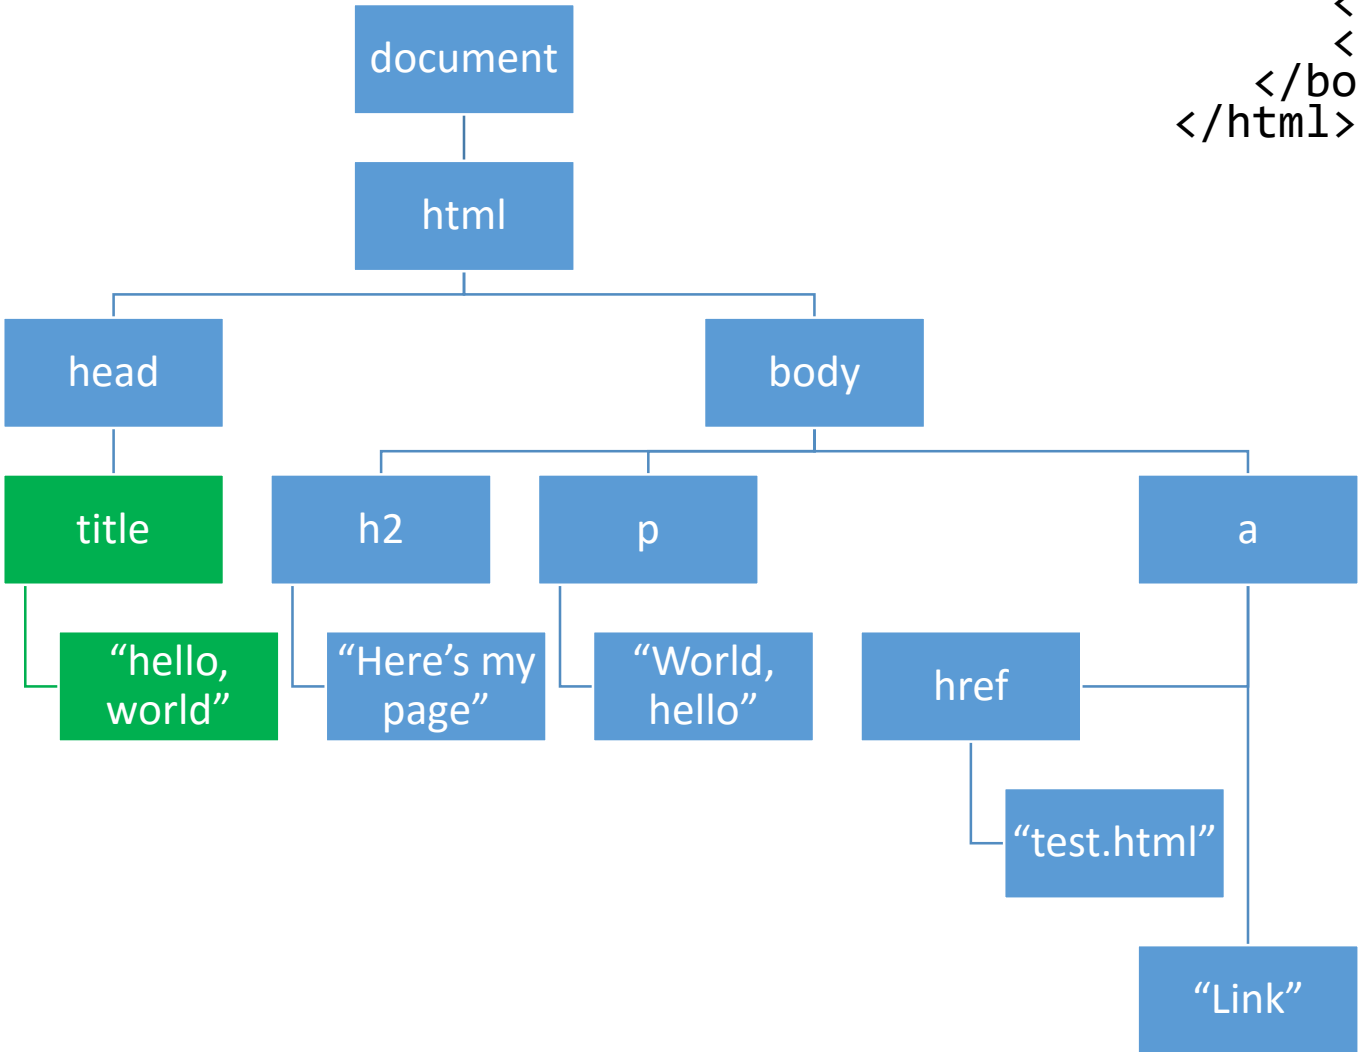 <
<
</bo
</html>
document
html
head
body
title
h2
p
a
“hello,
world”
“Here’s my
page”
“World,
hello”
href
“test.html”
“Link”